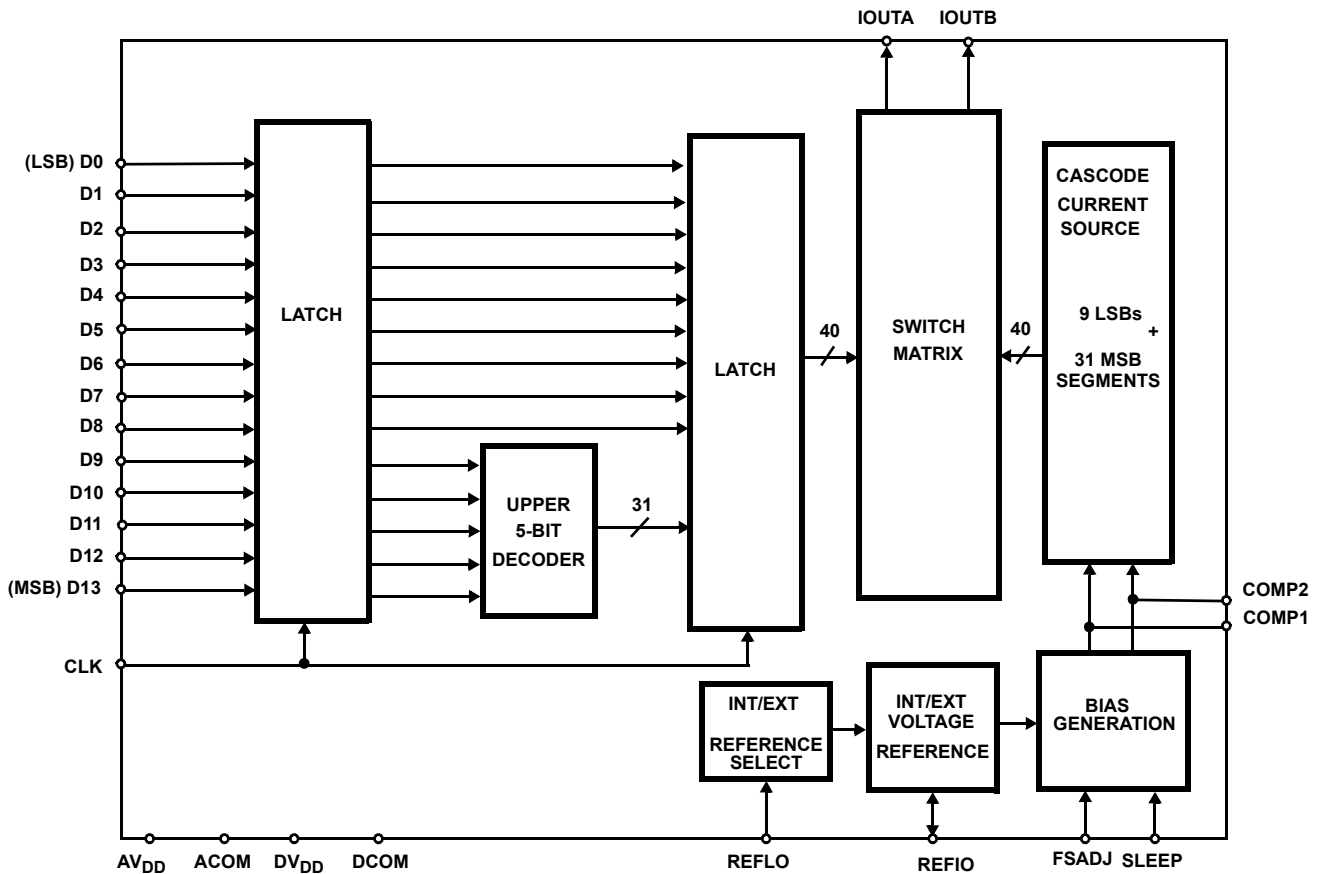 IOUTA IOUTB
(LSB) D0
D1
D2
D3
D4
D5
D6
D7
D8
D9
D10
D11
D12
(MSB) D13
CLK
LATCH
UPPER
5-BIT
DECODER
31
LATCH
40
SWITCH
MATRIX
40
CASCODE
CURRENT
SOURCE
9 LSBs
+
31 MSB
SEGMENTS
COMP2
COMP1
INT/EXT
REFERENCE
SELECT
INT/EXT
VOLTAGE
REFERENCE
BIAS
GENERATION
AVDD ACOM DVDD DCOM REFLO REFIO FSADJ SLEEP